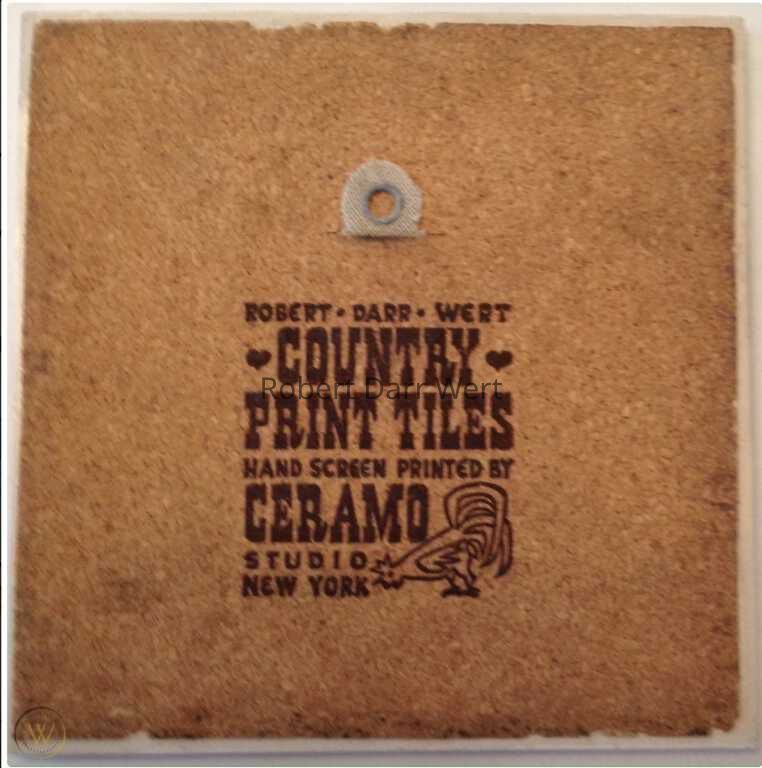 ROBERT • DARR • WERT
♥ COUNTRY ♥
Robert Darr Wert
PRINT TILES
HAND SCREEN PRINTED BY
CERAMO
STUDIO
NEW YORK
W